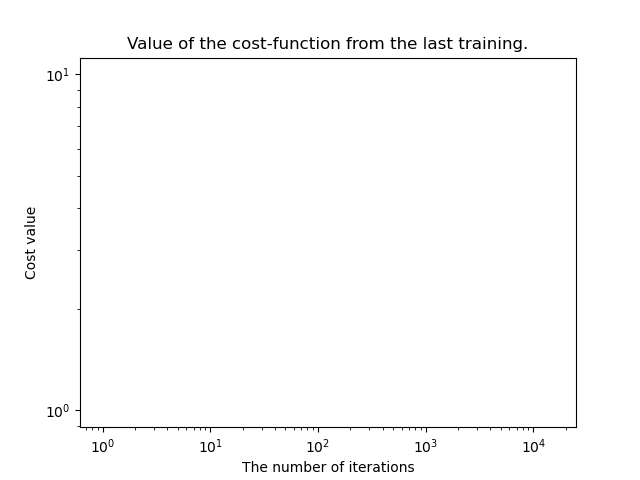 Value of the cost-function from the last training.
10¹
Cost value
10⁰
10⁰ 10¹ 10² 10³ 10⁴
The number of iterations